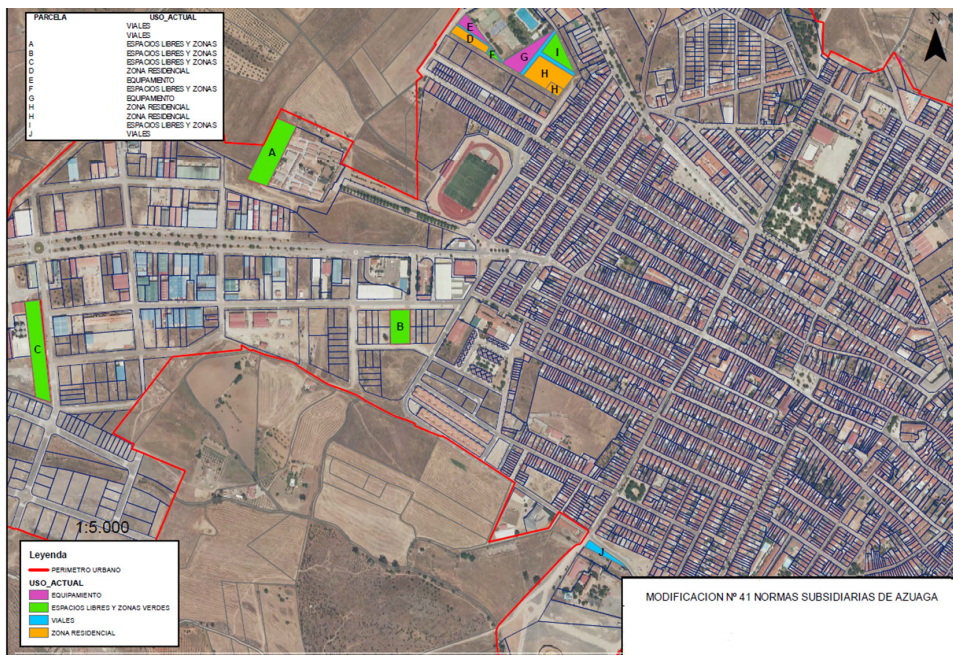 PARCELA USO_ACTUAL
VIALES
VIALES
A ESPACIOS LIBRES Y ZONAS
B ESPACIOS LIBRES Y ZONAS
C ESPACIOS LIBRES Y ZONAS
D ZONA RESIDENCIAL
E EQUIPAMIENTO
F ESPACIOS LIBRES Y ZONAS
G EQUIPAMIENTO
H ZONA RESIDENCIAL
H ZONA RESIDENCIAL
I ESPACIOS LIBRES Y ZONAS
J VIALES
N
E
D
F
G
I
H
H
A
B
C
J
1:5.000
Leyenda
PERIMETRO URBANO
USO_ACTUAL
EQUIPAMIENTO
ESPACIOS LIBRES Y ZONAS VERDES
VIALES
ZONA RESIDENCIAL
MODIFICACION Nº 41 NORMAS SUBSIDIARIAS DE AZUAGA